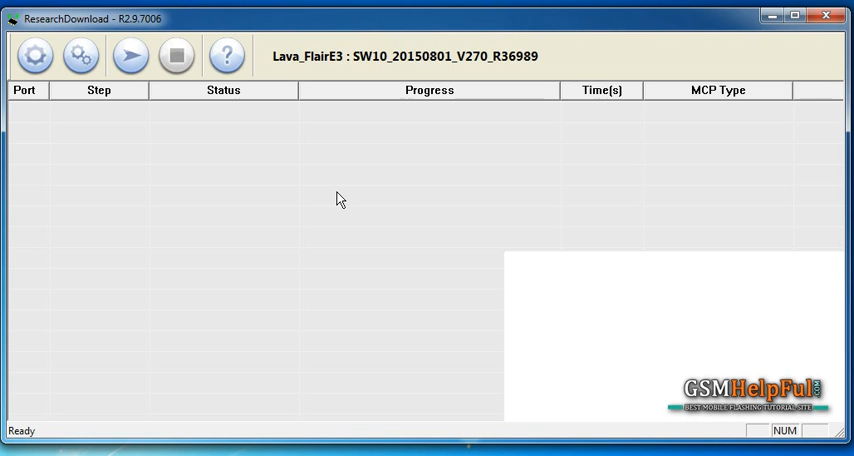 ResearchDownload - R2.9.7006
Lava_FlairE3 : SW10_20150801_V270_R36989
Port Step Status Progress Time(s) MCP Type
GSMHelpFul.COM
BEST MOBILE FLASHING TUTORIAL SITE
Ready NUM